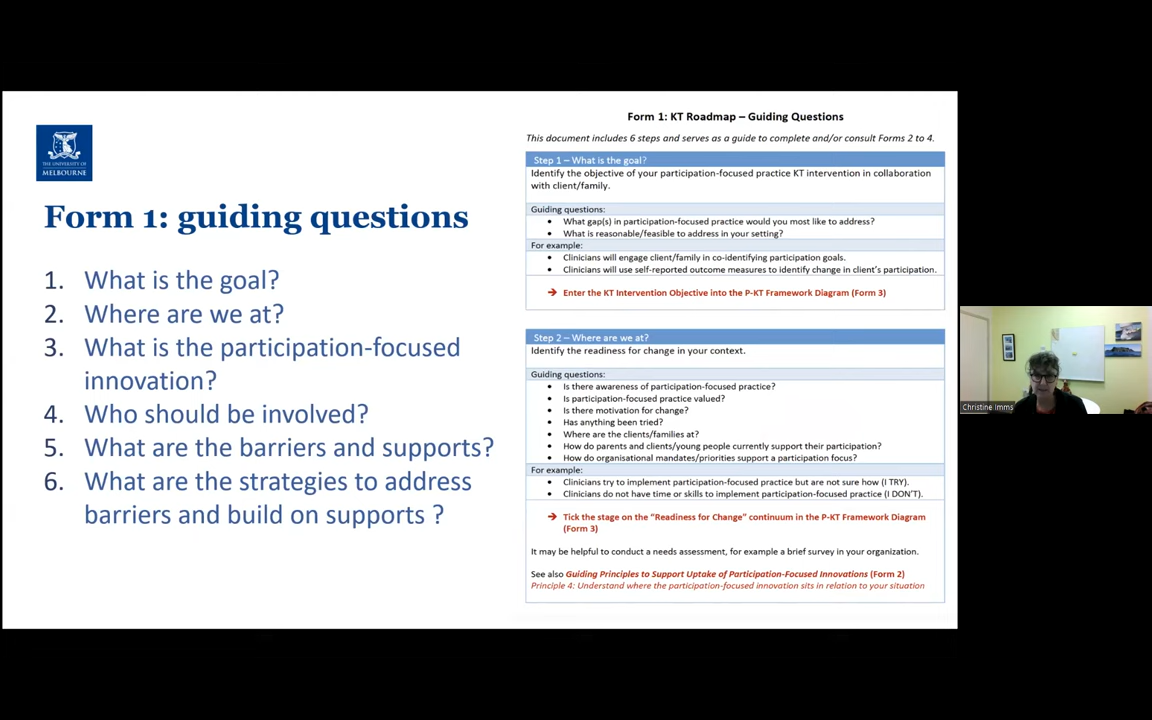 THE UNIVERSITY OF
MELBOURNE
Form 1: guiding questions
1. What is the goal?
2. Where are we at?
3. What is the participation-focused
innovation?
4. Who should be involved?
5. What are the barriers and supports?
6. What are the strategies to address
barriers and build on supports ?
Form 1: KT Roadmap – Guiding Questions
This document includes 6 steps and serves as a guide to complete and/or consult Forms 2 to 4.
Step 1 – What is the goal?
Identify the objective of your participation-focused practice KT intervention in collaboration
with client/family.
Guiding questions:
• What gap(s) in participation-focused practice would you most like to address?
• What is reasonable/feasible to address in your setting?
For example:
• Clinicians will engage client/family in co-identifying participation goals.
• Clinicians will use self-reported outcome measures to identify change in client's participation.
→ Enter the KT Intervention Objective into the P-KT Framework Diagram (Form 3)
Step 2 – Where are we at?
Identify the readiness for change in your context.
Guiding questions:
• Is there awareness of participation-focused practice?
• Is participation-focused practice valued?
• Is there motivation for change?
• Has anything been tried?
• Where are the clients/families at?
• How do parents and clients/young people currently support their participation?
• How do organisational mandates/priorities support a participation focus?
For example:
• Clinicians try to implement participation-focused practice but are not sure how (I TRY).
• Clinicians do not have time or skills to implement participation-focused practice (I DON'T).
→ Tick the stage on the "Readiness for Change" continuum in the P-KT Framework Diagram
(Form 3)
It may be helpful to conduct a needs assessment, for example a brief survey in your organization.
See also Guiding Principles to Support Uptake of Participation-Focused Innovations (Form 2)
Principle 4: Understand where the participation-focused innovation sits in relation to your situation
Christine Imms